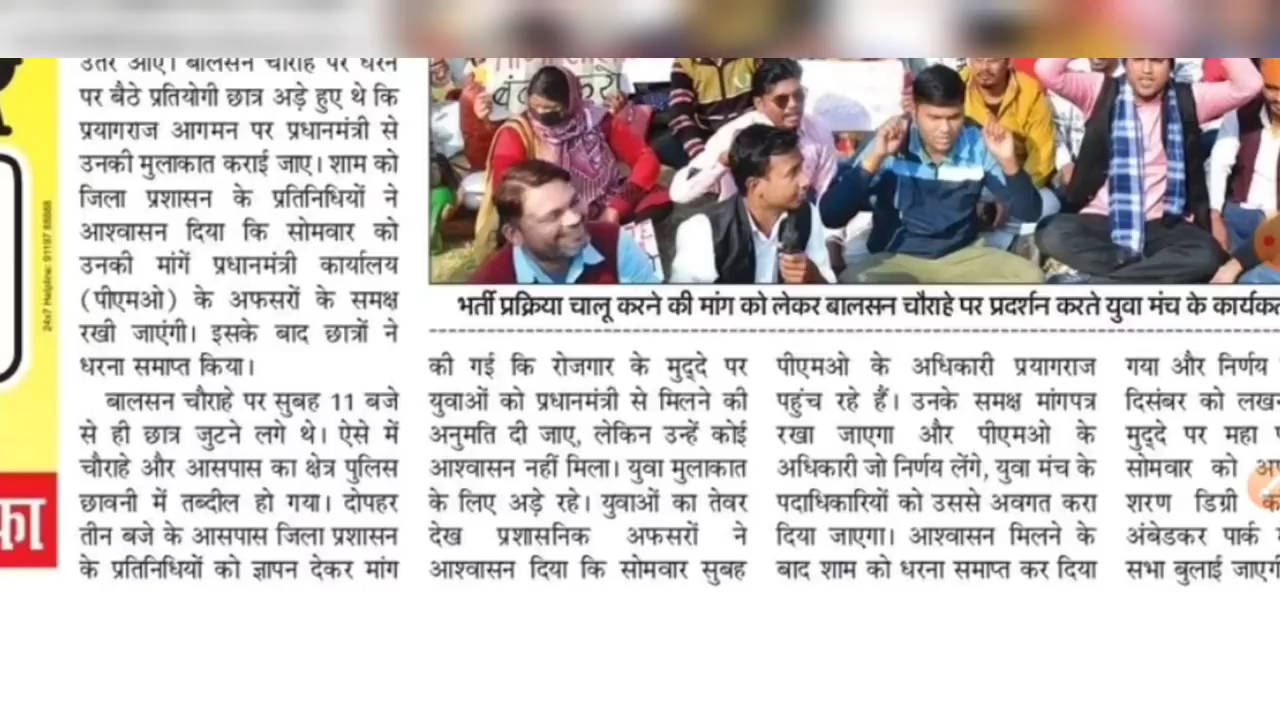 उतर आए। बालसन चौराहे पर धरने
पर बैठे प्रतियोगी छात्र अड़े हुए थे कि
प्रयागराज आगमन पर प्रधानमंत्री से
उनकी मुलाकात कराई जाए। शाम को
जिला प्रशासन के प्रतिनिधियों ने
आश्वासन दिया कि सोमवार को
उनकी मांगें प्रधानमंत्री कार्यालय
(पीएमओ) के अफसरों के समक्ष
रखी जाएंगी। इसके बाद छात्रों ने
धरना समाप्त किया।
बालसन चौराहे पर सुबह 11 बजे
से ही छात्र जुटने लगे थे। ऐसे में
चौराहे और आसपास का क्षेत्र पुलिस
छावनी में तब्दील हो गया। दोपहर
तीन बजे के आसपास जिला प्रशासन
के प्रतिनिधियों को ज्ञापन देकर मांग
भर्ती प्रक्रिया चालू करने की मांग को लेकर बालसन चौराहे पर प्रदर्शन करते युवा मंच के
की गई कि रोजगार के मुद्दे पर
युवाओं को प्रधानमंत्री से मिलने की
अनुमति दी जाए, लेकिन उन्हें कोई
आश्वासन नहीं मिला। युवा मुलाकात
के लिए अड़े रहे। युवाओं का तेवर
देख प्रशासनिक अफसरों ने
आश्वासन दिया कि सोमवार सुबह
पीएमओ के अधिकारी प्रयागराज
पहुंच रहे हैं। उनके समक्ष मांगपत्र
रखा जाएगा और पीएमओ के
अधिकारी जो निर्णय लेंगे, युवा मंच के
पदाधिकारियों को उससे अवगत करा
दिया जाएगा। आश्वासन मिलने के
बाद शाम को धरना समाप्त कर दिया
गया और निर्णय
दिसंबर को
मुद्दे पर महा
सोमवार को
शरण डिग्री
अंबेडकर पार्क
सभा बुलाई
24x7 Helpline: 91197 88888